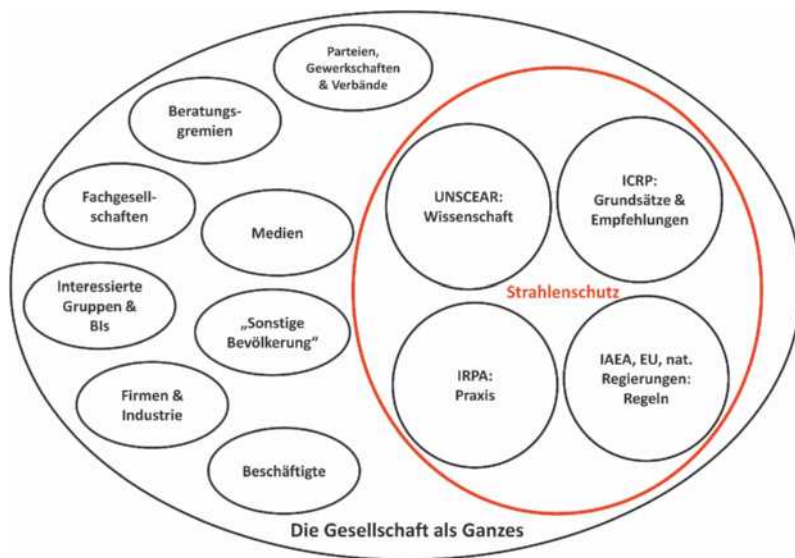 Parteien,
Gewerkschaften
& Verbände
Beratungs-
gremien
Fachgesell-
schaften
Medien
Interessierte
Gruppen &
BIs
„Sonstige
Bevölkerung“
Firmen &
Industrie
Beschäftigte
UNSCEAR:
Wissenschaft
ICRP:
Grundsätze &
Empfehlungen
Strahlenschutz
IRPA:
Praxis
IAEA, EU, nat.
Regierungen:
Regeln
Die Gesellschaft als Ganzes